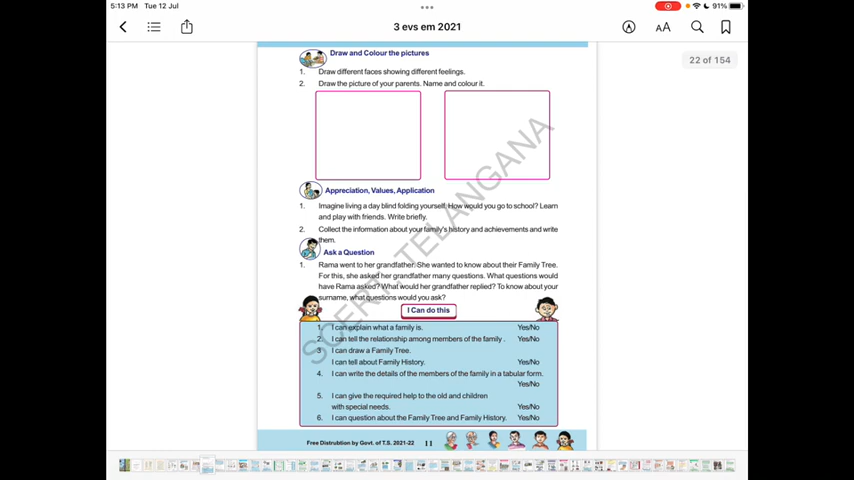 5:13 PM Tue 12 Jul
91%
3 evs em 2021
AA
22 of 154
Draw and Colour the pictures
1. Draw different faces showing different feelings.
2. Draw the picture of your parents. Name and colour it.
Appreciation, Values, Application
1. Imagine living a day blind folding yourself. How would you go to school? Learn
and play with friends. Write briefly.
2. Collect the information about your family's history and achievements and write
them.
Ask a Question
1. Rama went to her grandfather. She wanted to know about their Family Tree.
For this, she asked her grandfather many questions. What questions would
have Rama asked? What would her grandfather replied? To know about your
surname, what questions would you ask?
I Can do this
1. I can explain what a family is. Yes/No
2. I can tell the relationship among members of the family . Yes/No
3 I can draw a Family Tree.
I can tell about Family History. Yes/No
4. I can write the details of the members of the family in a tabular form.
Yes/No
5. I can give the required help to the old and children
with special needs. Yes/No
6. I can question about the Family Tree and Family History. Yes/No
Free Distrubtion by Govt. of T.S. 2021-22 11
SCERT, TELANGANA